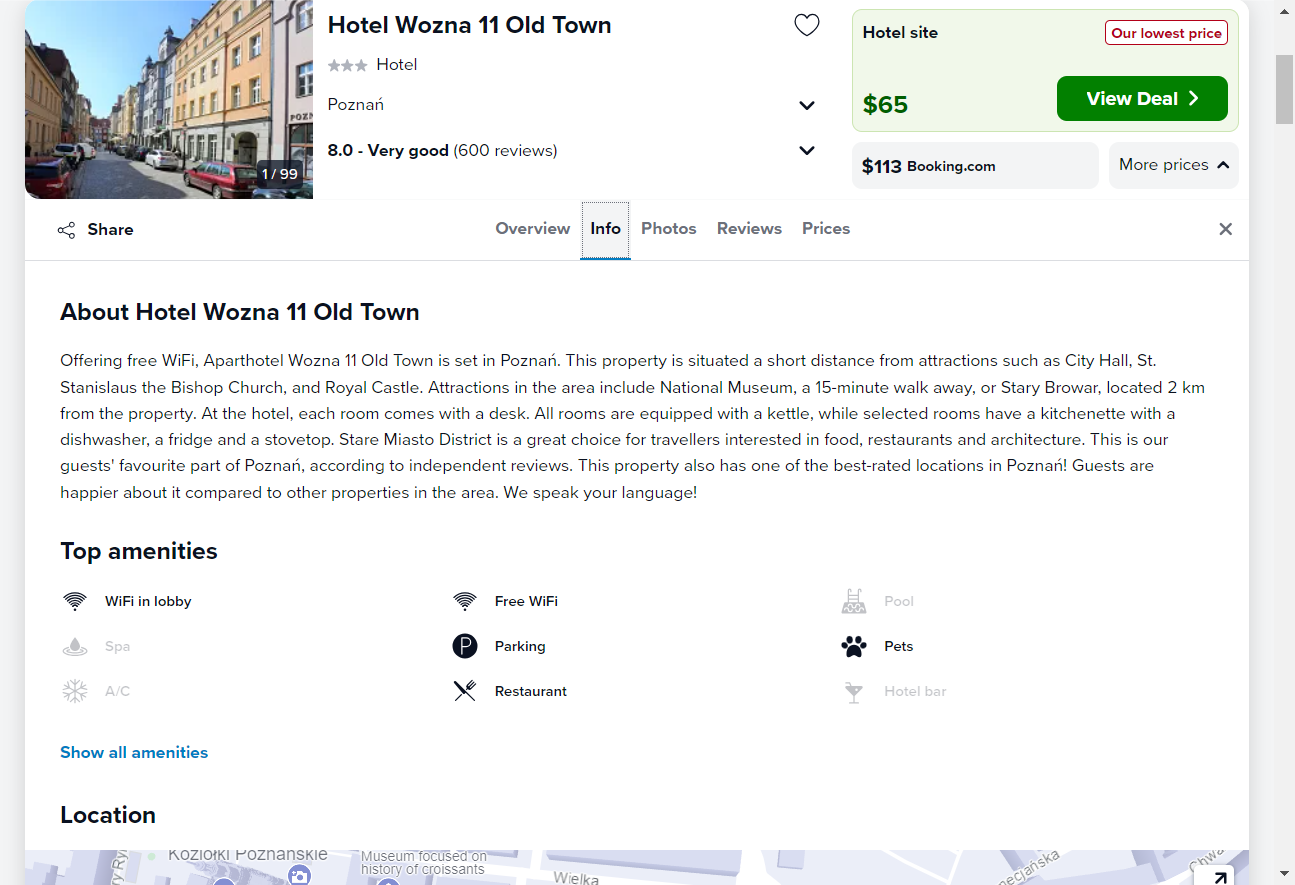 Hotel Wozna 11 Old Town
Hotel
Poznań
8.0 - Very good (600 reviews)
1 / 99
Hotel site
Our lowest price
$65
View Deal
$113 Booking.com
More prices
Share
Overview
Info
Photos
Reviews
Prices
About Hotel Wozna 11 Old Town
Offering free WiFi, Aparthotel Wozna 11 Old Town is set in Poznań. This property is situated a short distance from attractions such as City Hall, St.
Stanislaus the Bishop Church, and Royal Castle. Attractions in the area include National Museum, a 15-minute walk away, or Stary Browar, located 2 km
from the property. At the hotel, each room comes with a desk. All rooms are equipped with a kettle, while selected rooms have a kitchenette with a
dishwasher, a fridge and a stovetop. Stare Miasto District is a great choice for travellers interested in food, restaurants and architecture. This is our
guests' favourite part of Poznań, according to independent reviews. This property also has one of the best-rated locations in Poznań! Guests are
happier about it compared to other properties in the area. We speak your language!
Top amenities
WiFi in lobby
Free WiFi
Pool
Spa
Parking
Pets
A/C
Restaurant
Hotel bar
Show all amenities
Location
Koziołki Poznańskie
Museum focused on
history of croissants
Wielka